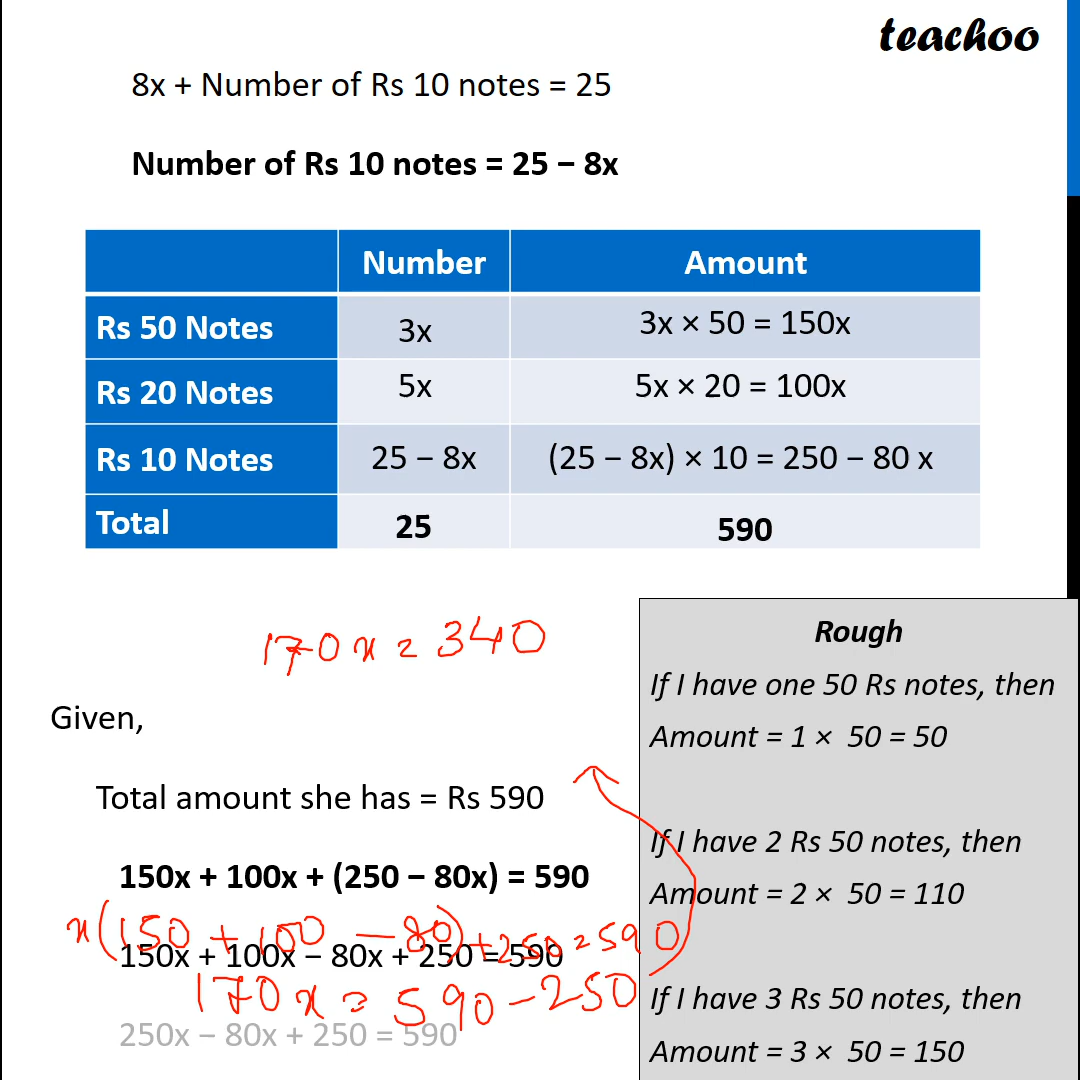 teachoo
8x + Number of Rs 10 notes = 25
Number of Rs 10 notes = 25 − 8x
Number Amount
Rs 50 Notes 3x 3x × 50 = 150x
Rs 20 Notes 5x 5x × 20 = 100x
Rs 10 Notes 25 − 8x (25 − 8x) × 10 = 250 − 80 x
Total 25 590
170x = 340
Given,
Total amount she has = Rs 590
150x + 100x + (250 − 80x) = 590
x(150 + 100 − 80) + 250 = 590
150x + 100x − 80x + 250 = 590
170x = 590 − 250
250x − 80x + 250 = 590
Rough
If I have one 50 Rs notes, then
Amount = 1 × 50 = 50
If I have 2 Rs 50 notes, then
Amount = 2 × 50 = 110
If I have 3 Rs 50 notes, then
Amount = 3 × 50 = 150